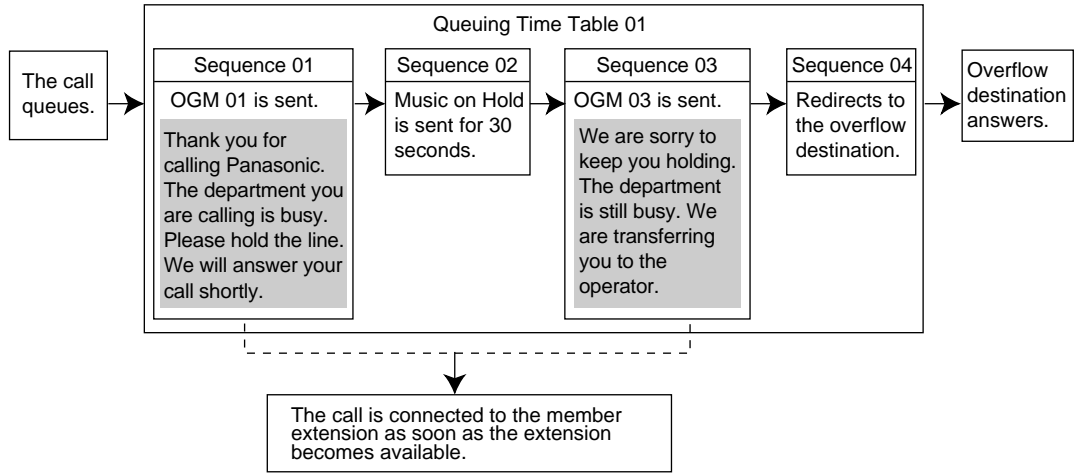 Queuing Time Table 01
The call
queues.
Sequence 01
OGM 01 is sent.
Thank you for
calling Panasonic.
The department you
are calling is busy.
Please hold the line.
We will answer your
call shortly.
Sequence 02
Music on Hold
is sent for 30
seconds.
Sequence 03
OGM 03 is sent.
We are sorry to
keep you holding.
The department
is still busy. We
are transferring
you to the
operator.
Sequence 04
Redirects to
the overflow
destination.
Overflow
destination
answers.
The call is connected to the member
extension as soon as the extension
becomes available.